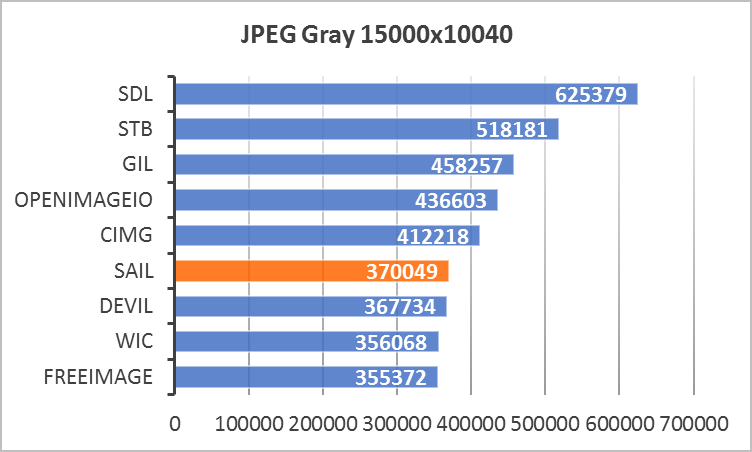 JPEG Gray 15000x10040
SDL 625379
STB 518181
GIL 458257
OPENIMAGEIO 436603
CIMG 412218
SAIL 370049
DEVIL 367734
WIC 356068
FREEIMAGE 355372
0 100000 200000 300000 400000 500000 600000 700000